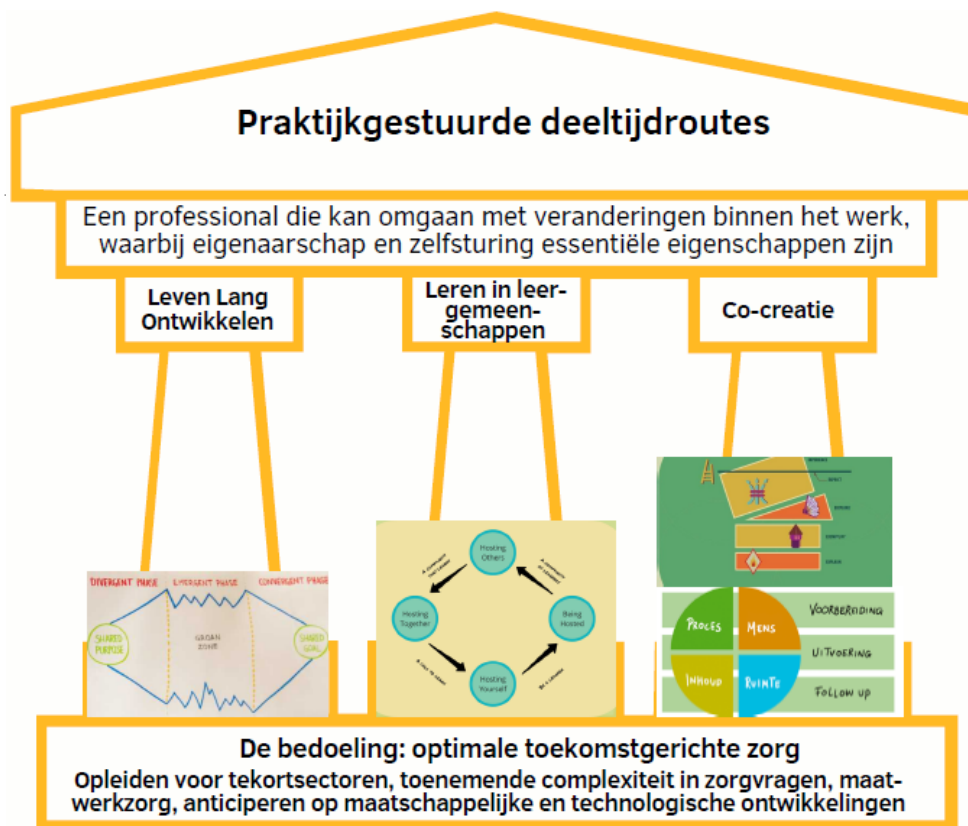 Praktijkgestuurde deeltijdroutes
Een professional die kan omgaan met veranderingen binnen het werk,
waarbij eigenaarschap en zelfsturing essentiële eigenschappen zijn
Leven Lang
Ontwikkelen
Leren in leer-
gemeen-
schappen
Co-creatie
DIVERGENT PHASE
EMERGENT PHASE
CONVERGENT PHASE
SHARED
PURPOSE
GROAN
ZONE
SHARED
GOAL
Hosting
Others
Hosting
Together
Being
Hosted
Hosting
Yourself
PROCES
MENS
INHOUD
RUIMTE
VOORBEREIDING
UITVOERING
FOLLOW UP
De bedoeling: optimale toekomstgerichte zorg
Opleiden voor tekortsectoren, toenemende complexiteit in zorgvragen, maat-
werkzorg, anticiperen op maatschappelijke en technologische ontwikkelingen